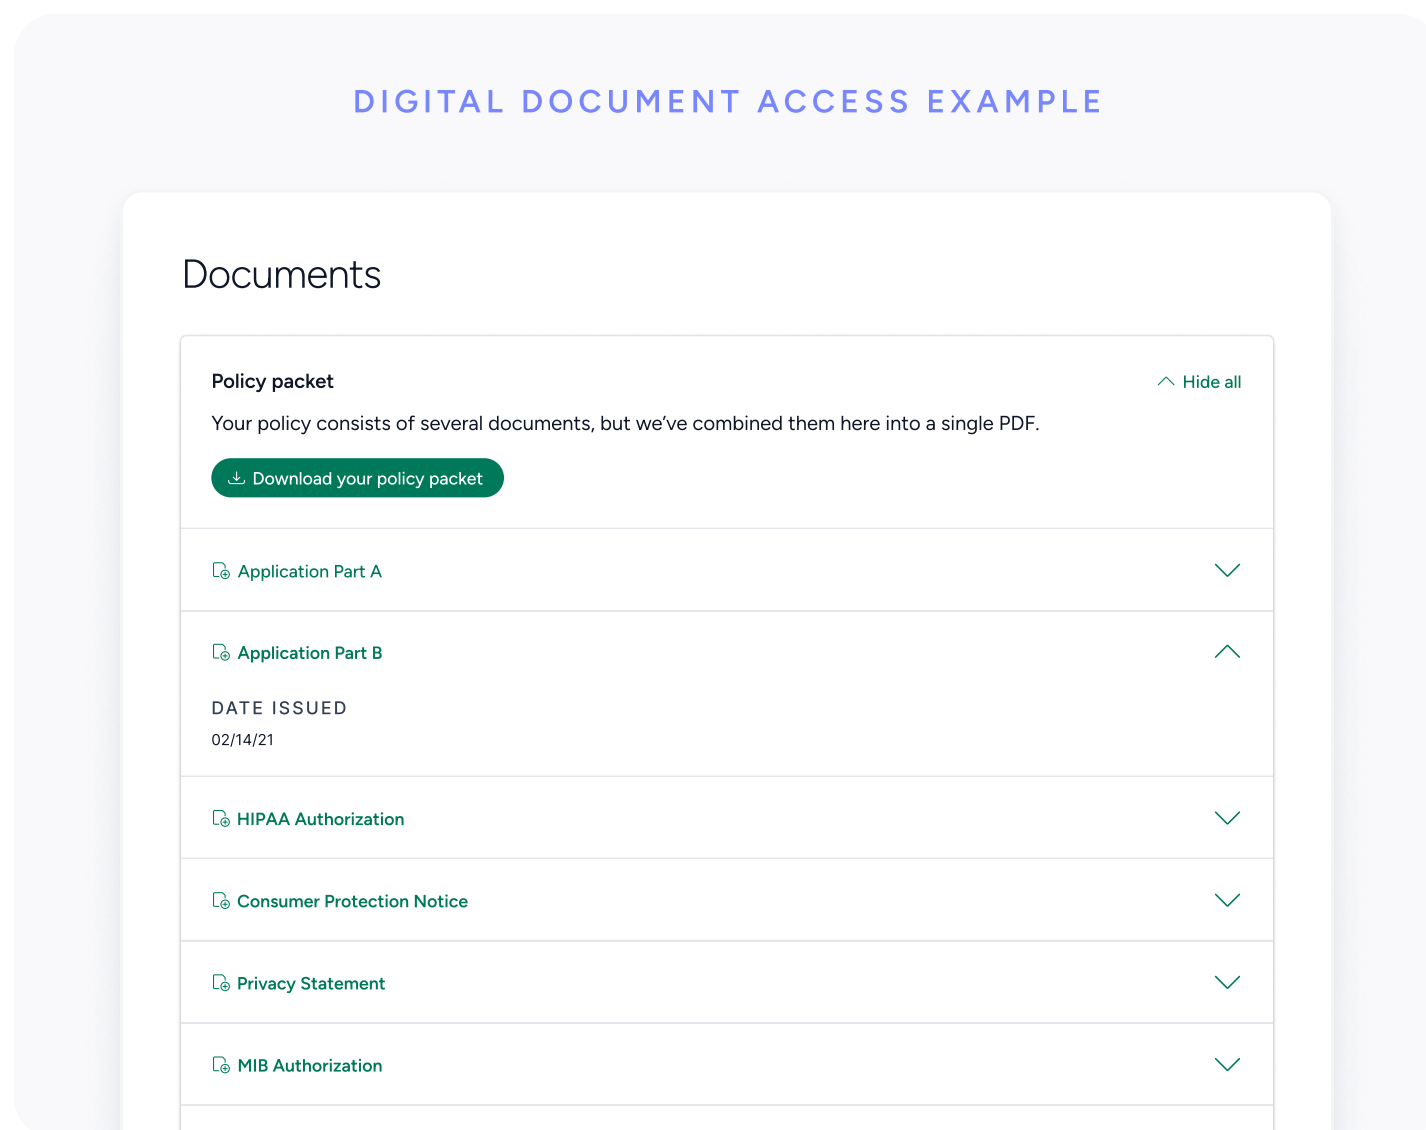 DIGITAL DOCUMENT ACCESS EXAMPLE
Documents
Policy packet
Hide all
Your policy consists of several documents, but we’ve combined them here into a single PDF.
Download your policy packet
Application Part A
Application Part B
DATE ISSUED
02/14/21
HIPAA Authorization
Consumer Protection Notice
Privacy Statement
MIB Authorization